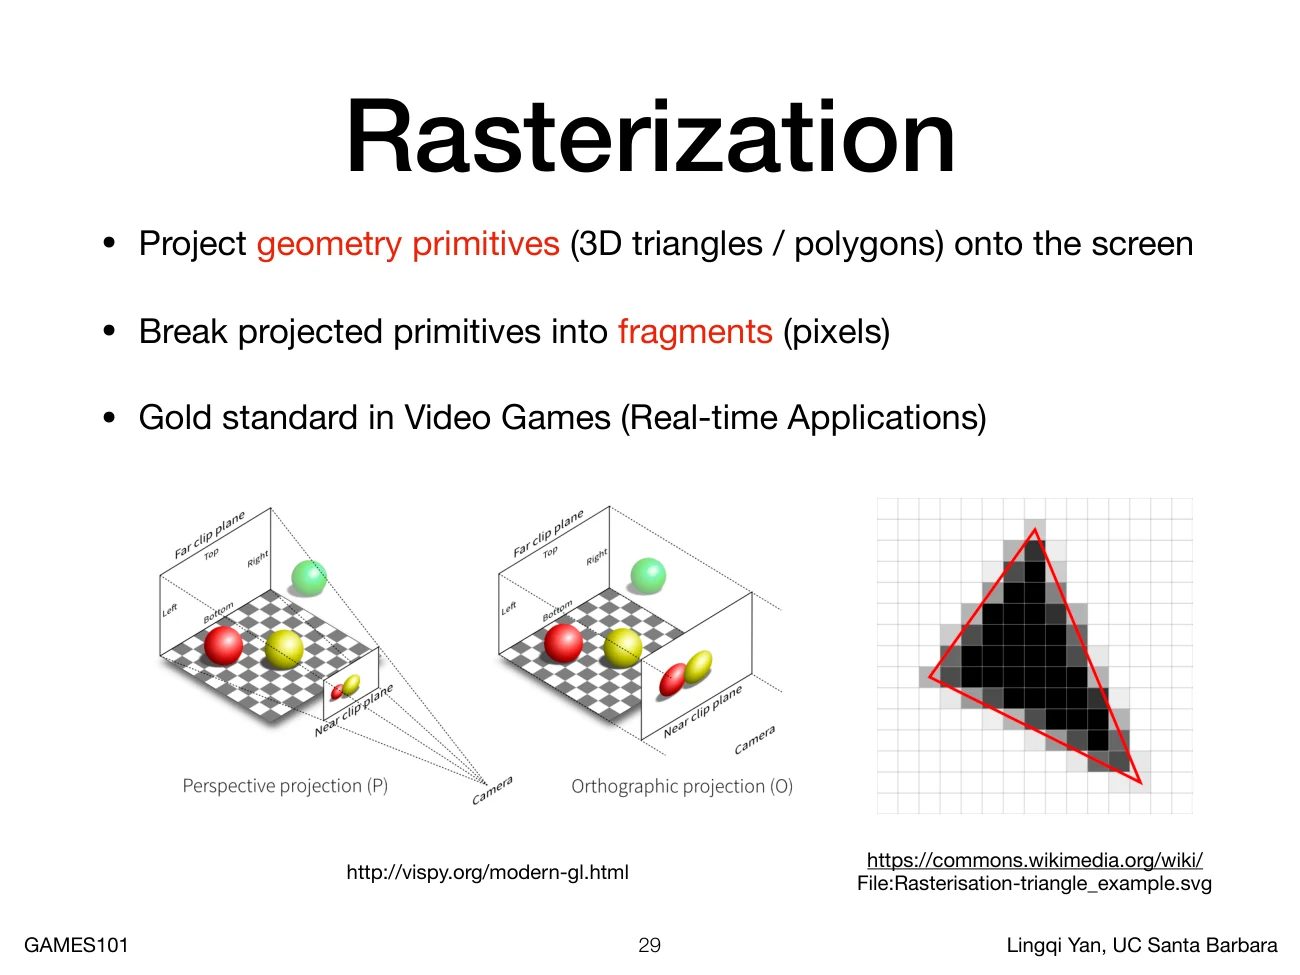 Rasterization
• Project geometry primitives (3D triangles / polygons) onto the screen
• Break projected primitives into fragments (pixels)
• Gold standard in Video Games (Real-time Applications)
Far clip plane
Top
Right
Left
Bottom
Near clip plane
Camera
Perspective projection (P)
Far clip plane
Top
Right
Left
Bottom
Near clip plane
Camera
Orthographic projection (O)
http://vispy.org/modern-gl.html
https://commons.wikimedia.org/wiki/
File:Rasterisation-triangle_example.svg
GAMES101
29
Lingqi Yan, UC Santa Barbara